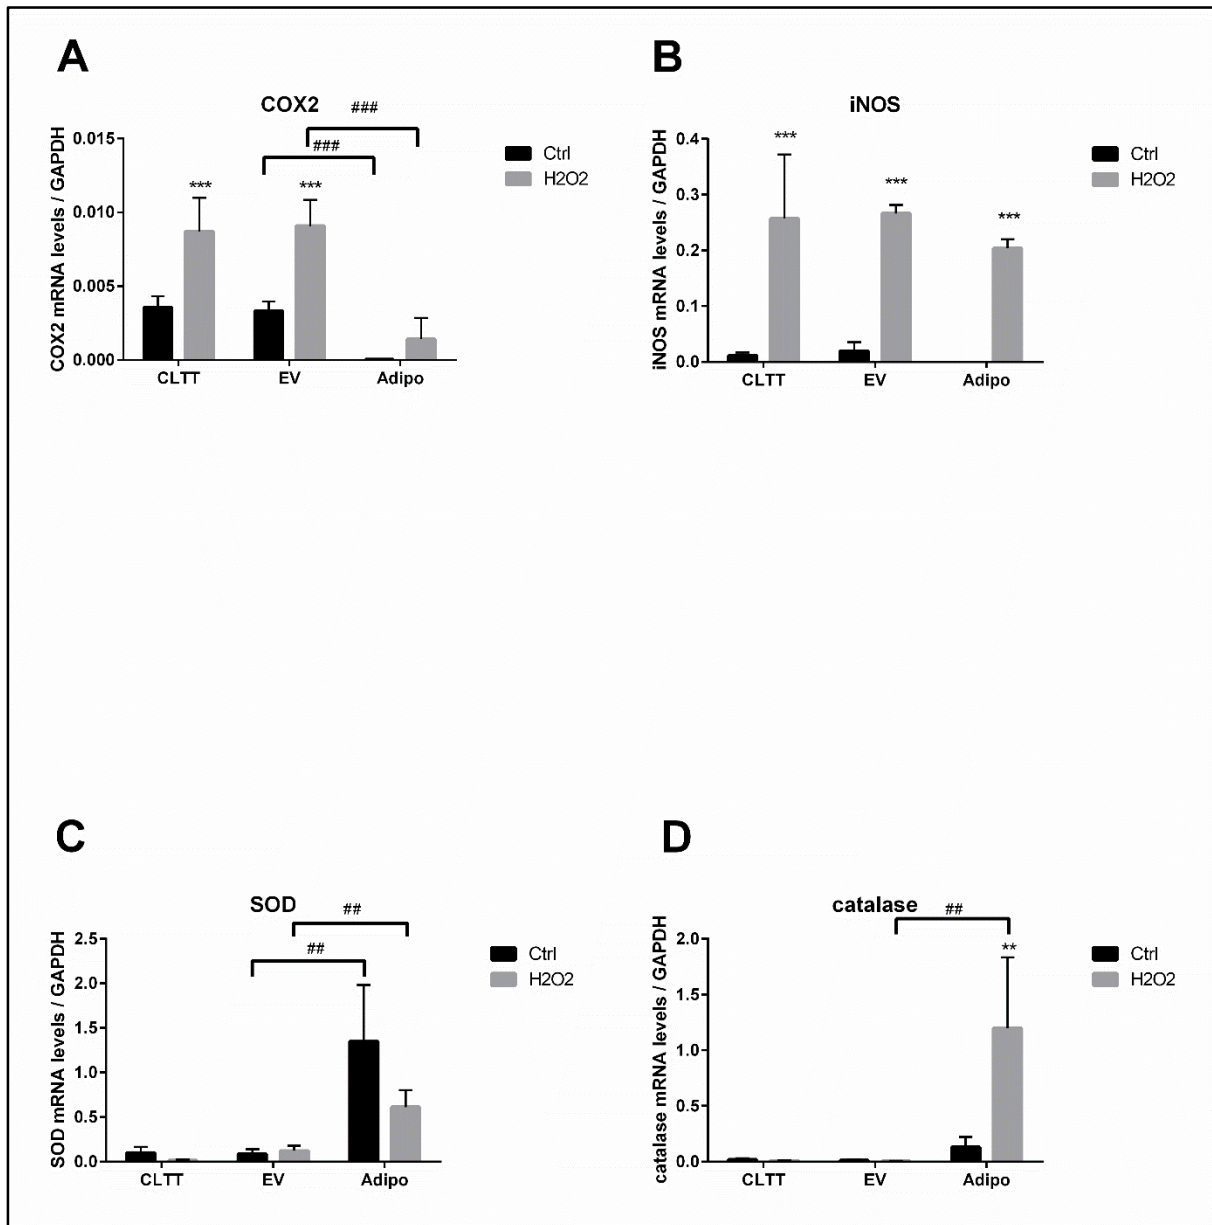 A
COX2
###
###
COX2 mRNA levels / GAPDH
0.015
0.010
0.005
0.000
***
***
CLTT
EV
Adipo
Ctrl
H2O2
B
iNOS
iNOS mRNA levels / GAPDH
0.4
0.3
0.2
0.1
0.0
***
***
***
CLTT
EV
Adipo
Ctrl
H2O2
C
SOD
##
##
SOD mRNA levels / GAPDH
2.5
2.0
1.5
1.0
0.5
0.0
CLTT
EV
Adipo
Ctrl
H2O2
D
catalase
##
**
catalase mRNA levels / GAPDH
2.0
1.5
1.0
0.5
0.0
CLTT
EV
Adipo
Ctrl
H2O2